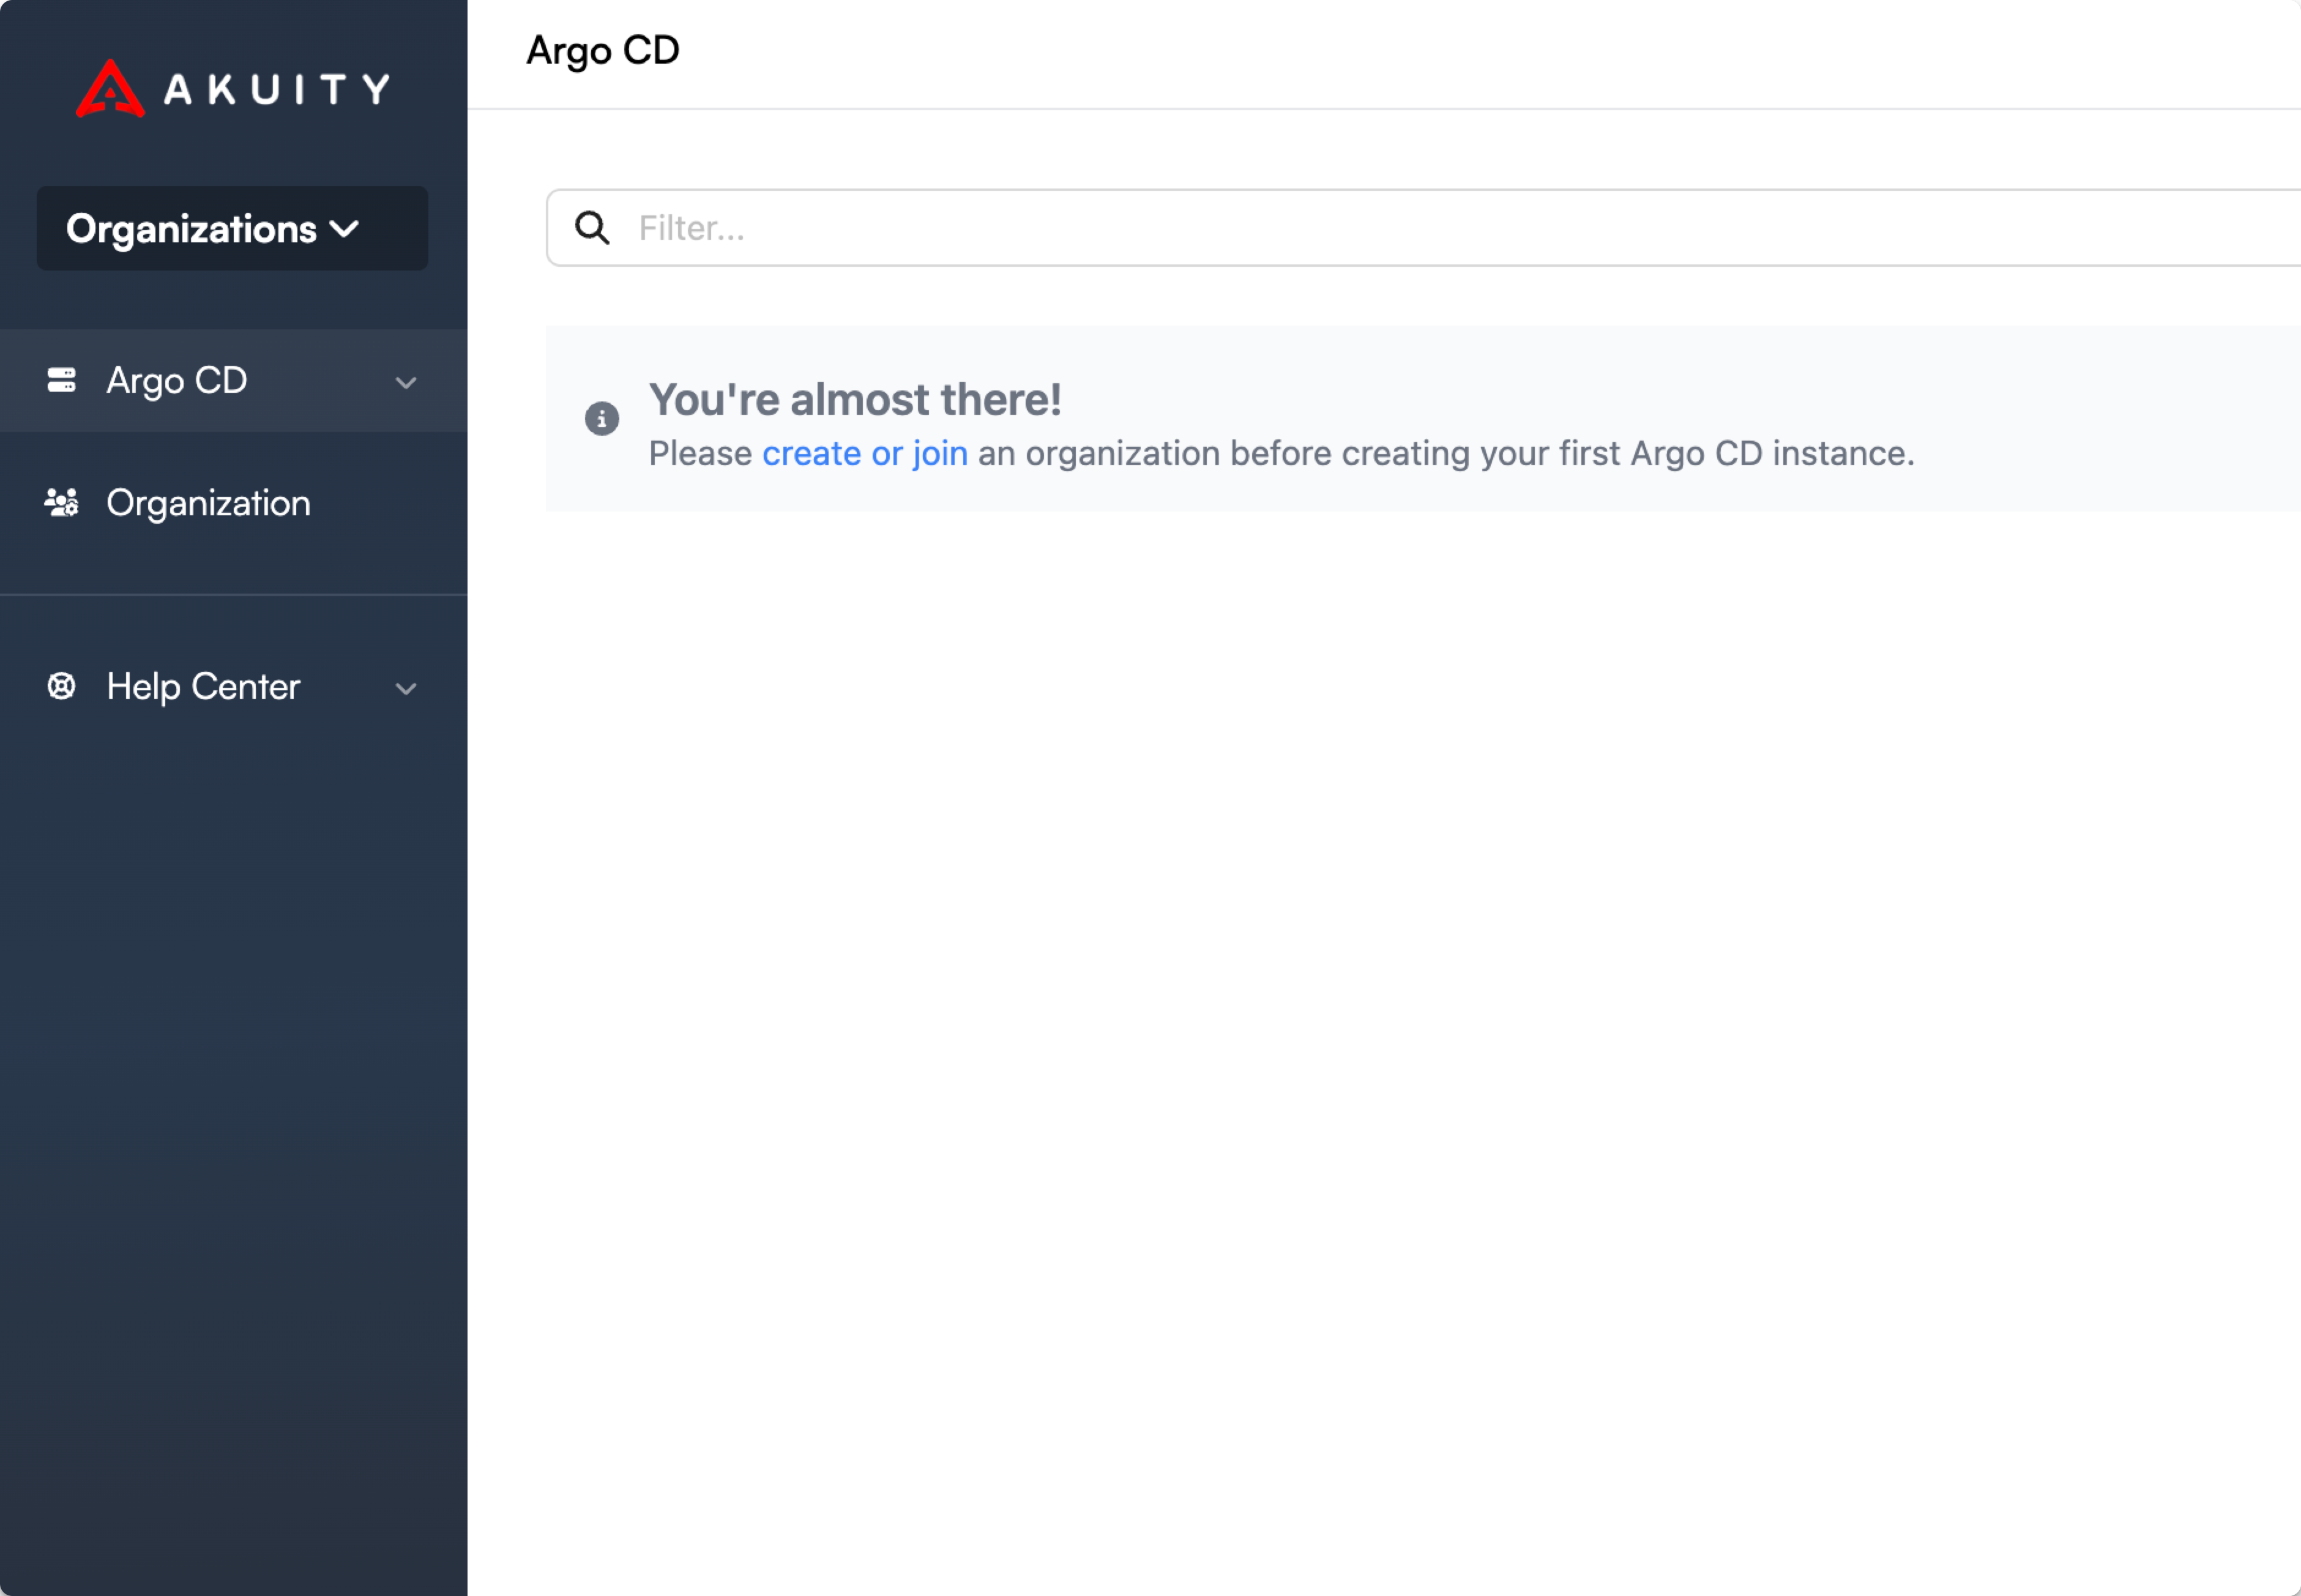 AKUITY
Organizations
Argo CD
Organization
Help Center
Argo CD
Filter...
You're almost there!
Please create or join an organization before creating your first Argo CD instance.